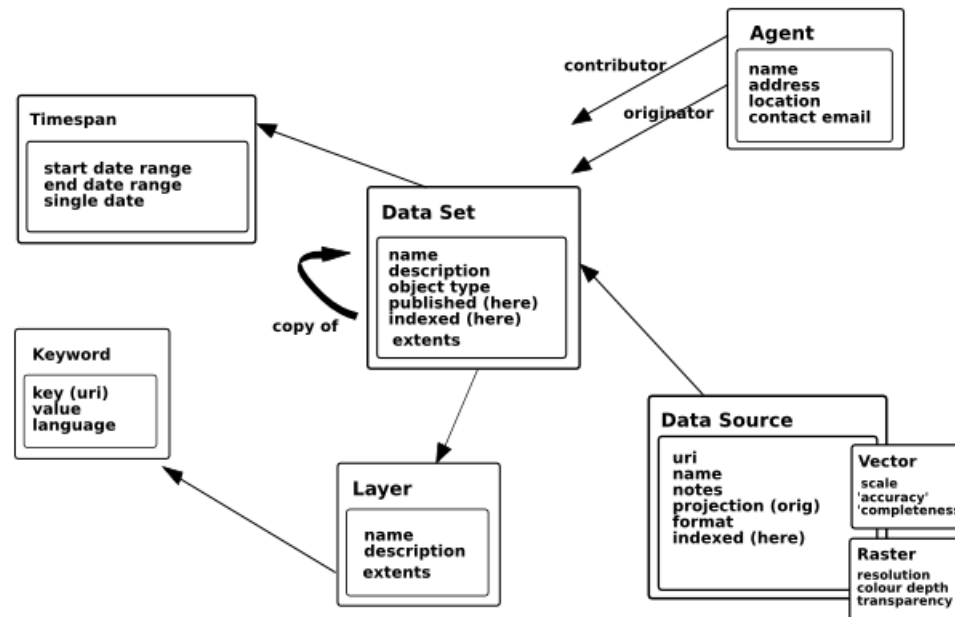 Agent
name
address
location
contact email
contributor
originator
Timespan
start date range
end date range
single date
Data Set
name
description
object type
published (here)
indexed (here)
extents
copy of
Keyword
key (uri)
value
language
Layer
name
description
extents
Data Source
uri
name
notes
projection (orig)
format
indexed (here)
Vector
scale
'accuracy'
'completeness
Raster
resolution
colour depth
transparency